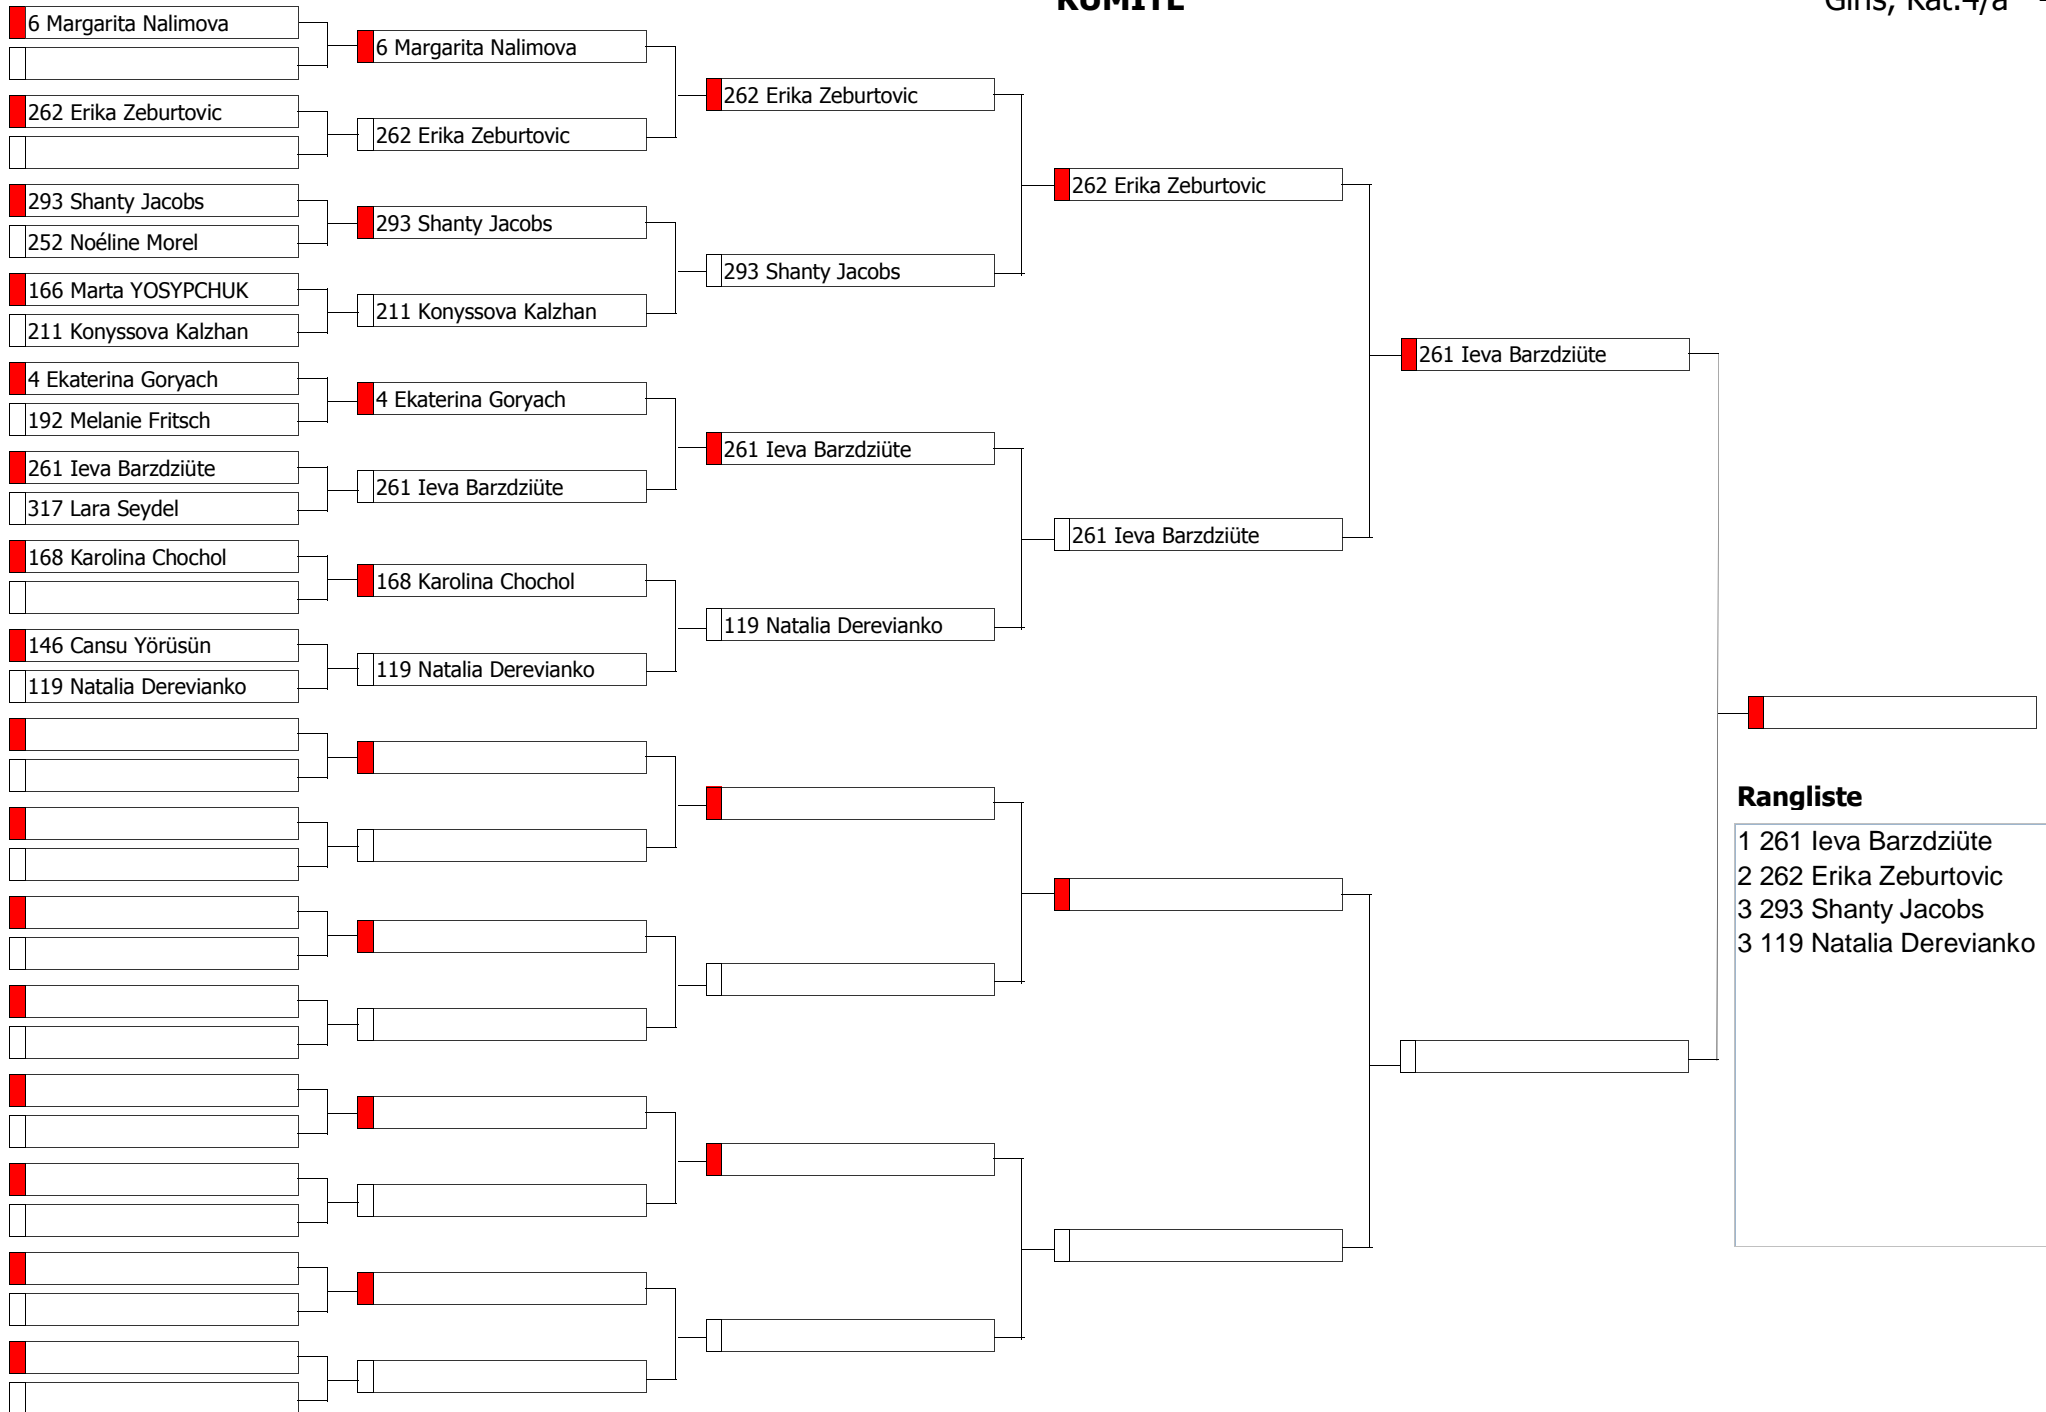 KUMITE
Girls, Kat.4/a
6 Margarita Nalimova
262 Erika Zeburtovic
293 Shanty Jacobs
252 Noéline Morel
166 Marta YOSYPCHUK
211 Konyssova Kalzhan
4 Ekaterina Goryach
192 Melanie Fritsch
261 Ieva Barzdziüte
317 Lara Seydel
168 Karolina Chochol
146 Cansu Yörüsün
119 Natalia Derevianko
6 Margarita Nalimova
262 Erika Zeburtovic
293 Shanty Jacobs
211 Konyssova Kalzhan
4 Ekaterina Goryach
261 Ieva Barzdziüte
168 Karolina Chochol
119 Natalia Derevianko
262 Erika Zeburtovic
293 Shanty Jacobs
261 Ieva Barzdziüte
119 Natalia Derevianko
262 Erika Zeburtovic
261 Ieva Barzdziüte
261 Ieva Barzdziüte
Rangliste
1 261 Ieva Barzdziüte
2 262 Erika Zeburtovic
3 293 Shanty Jacobs
3 119 Natalia Derevianko